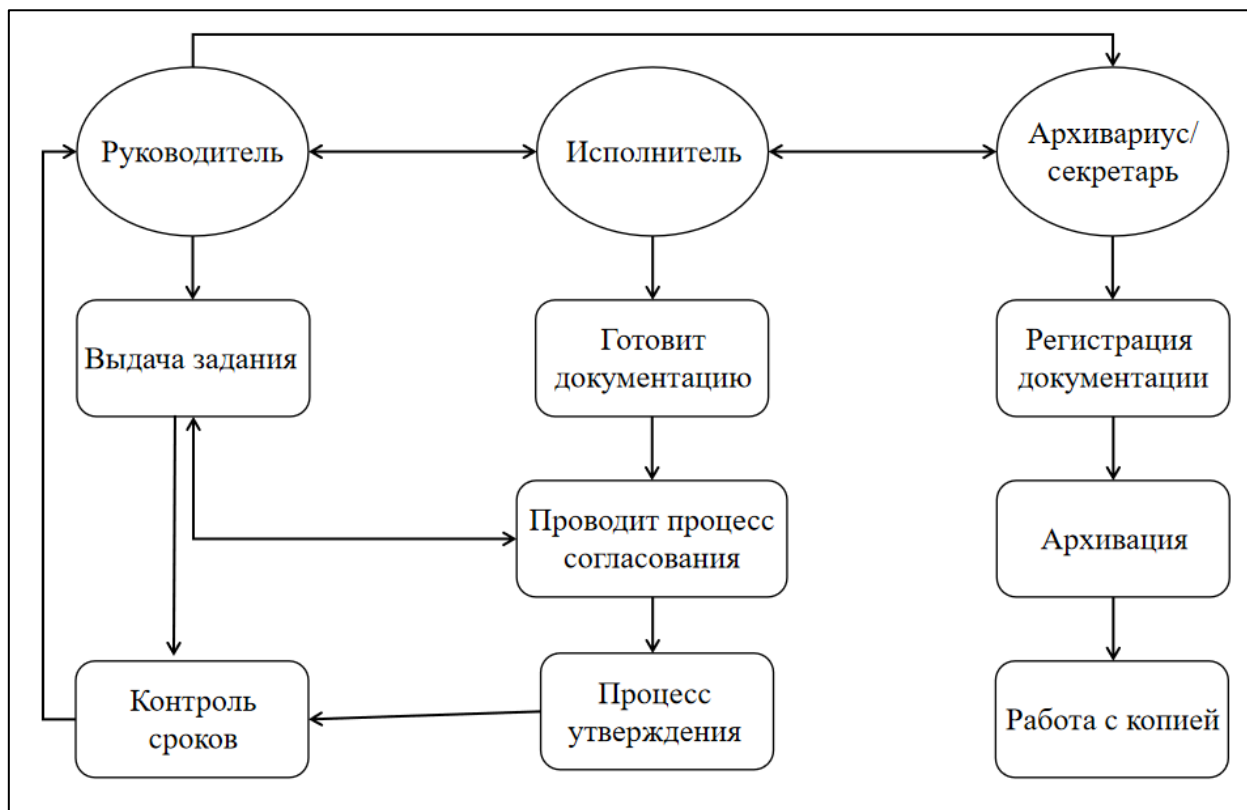 Руководитель
Исполнитель
Архивариус/
секретарь
Выдача задания
Готовит
документацию
Регистрация
документации
Проводит процесс
согласования
Архивация
Контроль
сроков
Процесс
утверждения
Работа с копией